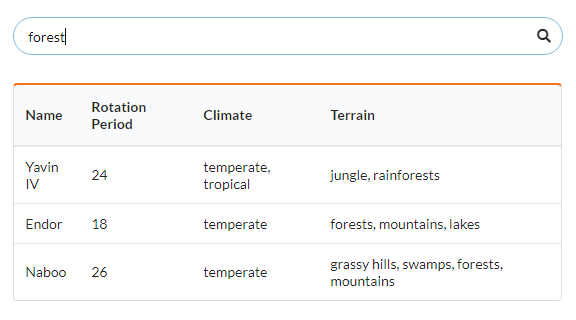 forest
Name Rotation Period Climate Terrain
Yavin IV 24 temperate, tropical jungle, rainforests
Endor 18 temperate forests, mountains, lakes
Naboo 26 temperate grassy hills, swamps, forests, mountains